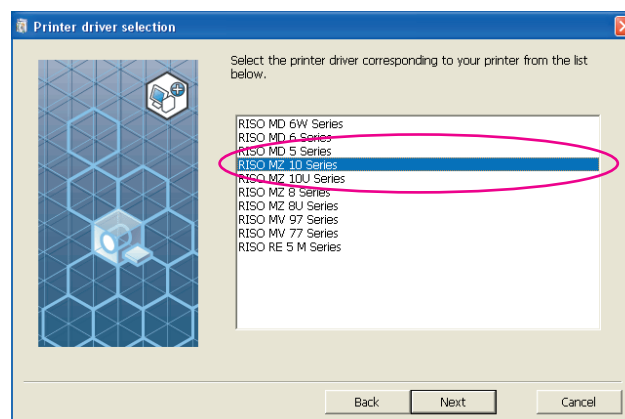 Printer driver selection
Select the printer driver corresponding to your printer from the list
below.
RISO MD 6W Series
RISO MD 6 Series
RISO MD 5 Series
RISO MZ 10 Series
RISO MZ 10U Series
RISO MZ 8 Series
RISO MZ 8U Series
RISO MV 97 Series
RISO MV 77 Series
RISO RE 5 M Series
Back
Next
Cancel